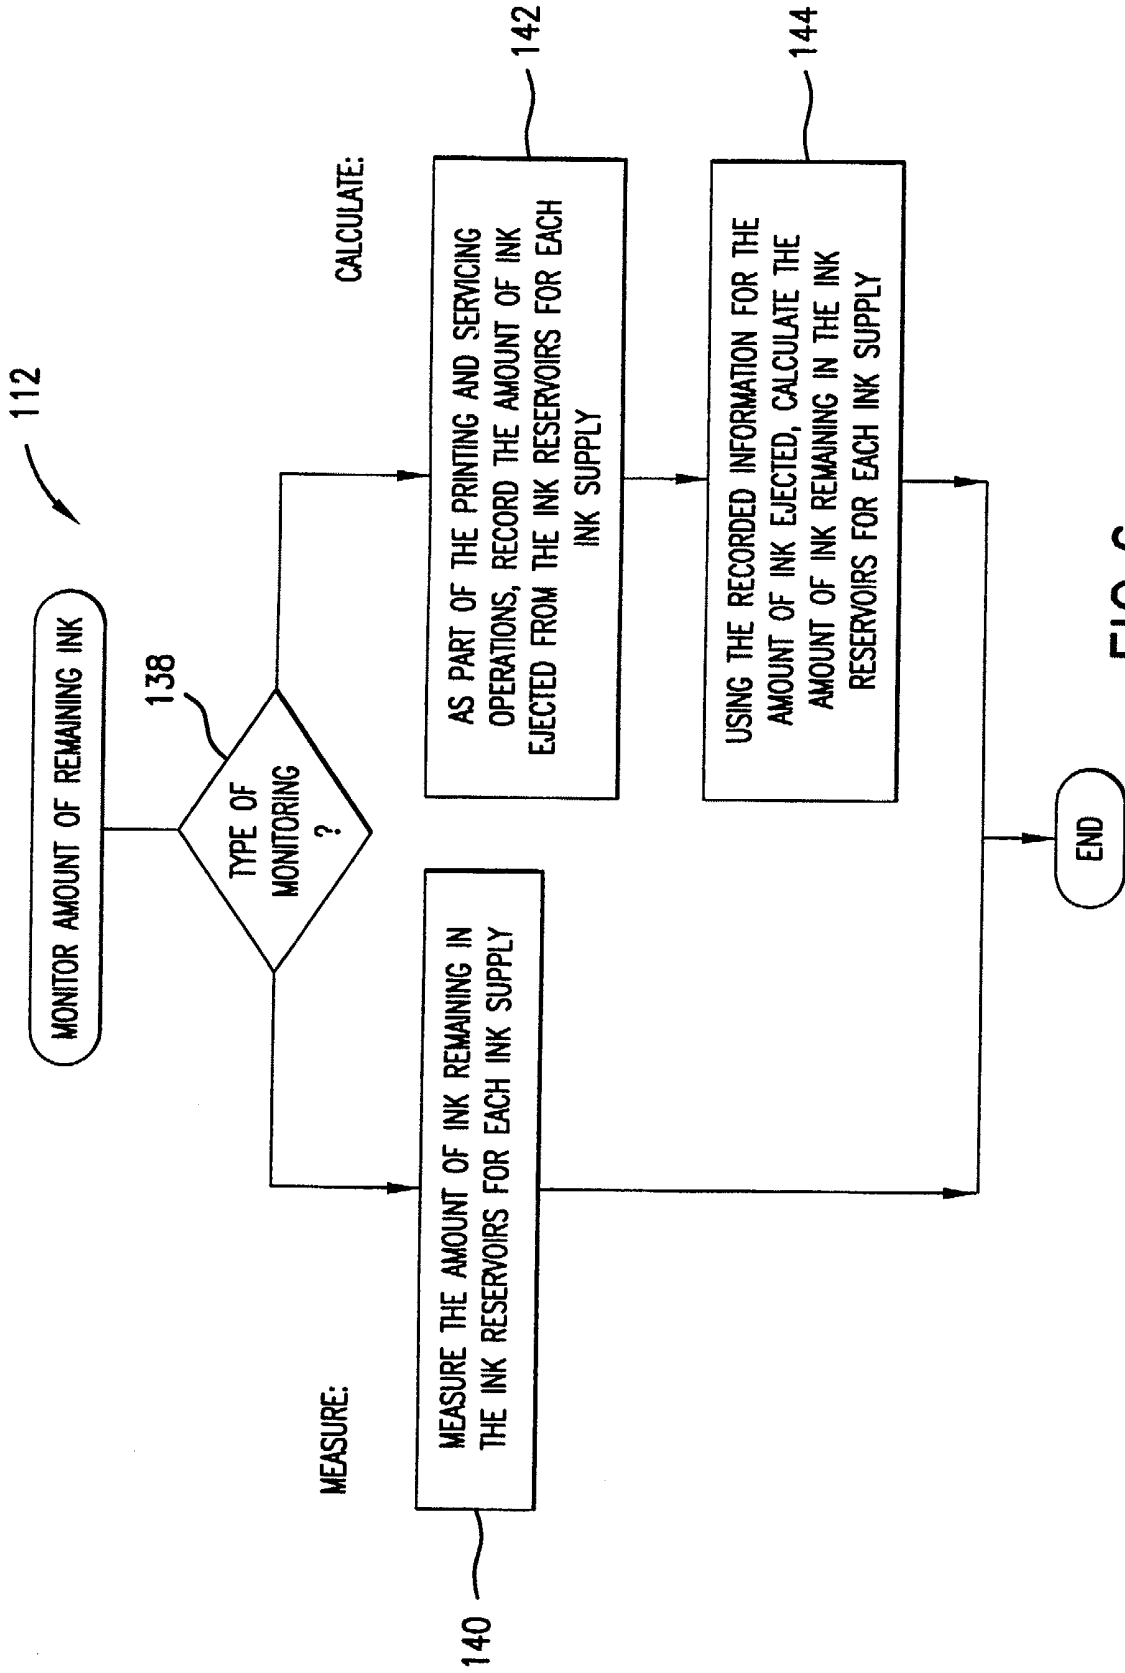 112
MONITOR AMOUNT OF REMAINING INK
138
TYPE OF
MONITORING
?
MEASURE:
MEASURE THE AMOUNT OF INK REMAINING IN
THE INK RESERVOIRS FOR EACH INK SUPPLY
140
CALCULATE:
AS PART OF THE PRINTING AND SERVICING
OPERATIONS, RECORD THE AMOUNT OF INK
EJECTED FROM THE INK RESERVOIRS FOR EACH
INK SUPPLY
142
USING THE RECORDED INFORMATION FOR THE
AMOUNT OF INK EJECTED, CALCULATE THE
AMOUNT OF INK REMAINING IN THE INK
RESERVOIRS FOR EACH INK SUPPLY
144
END
FIG.